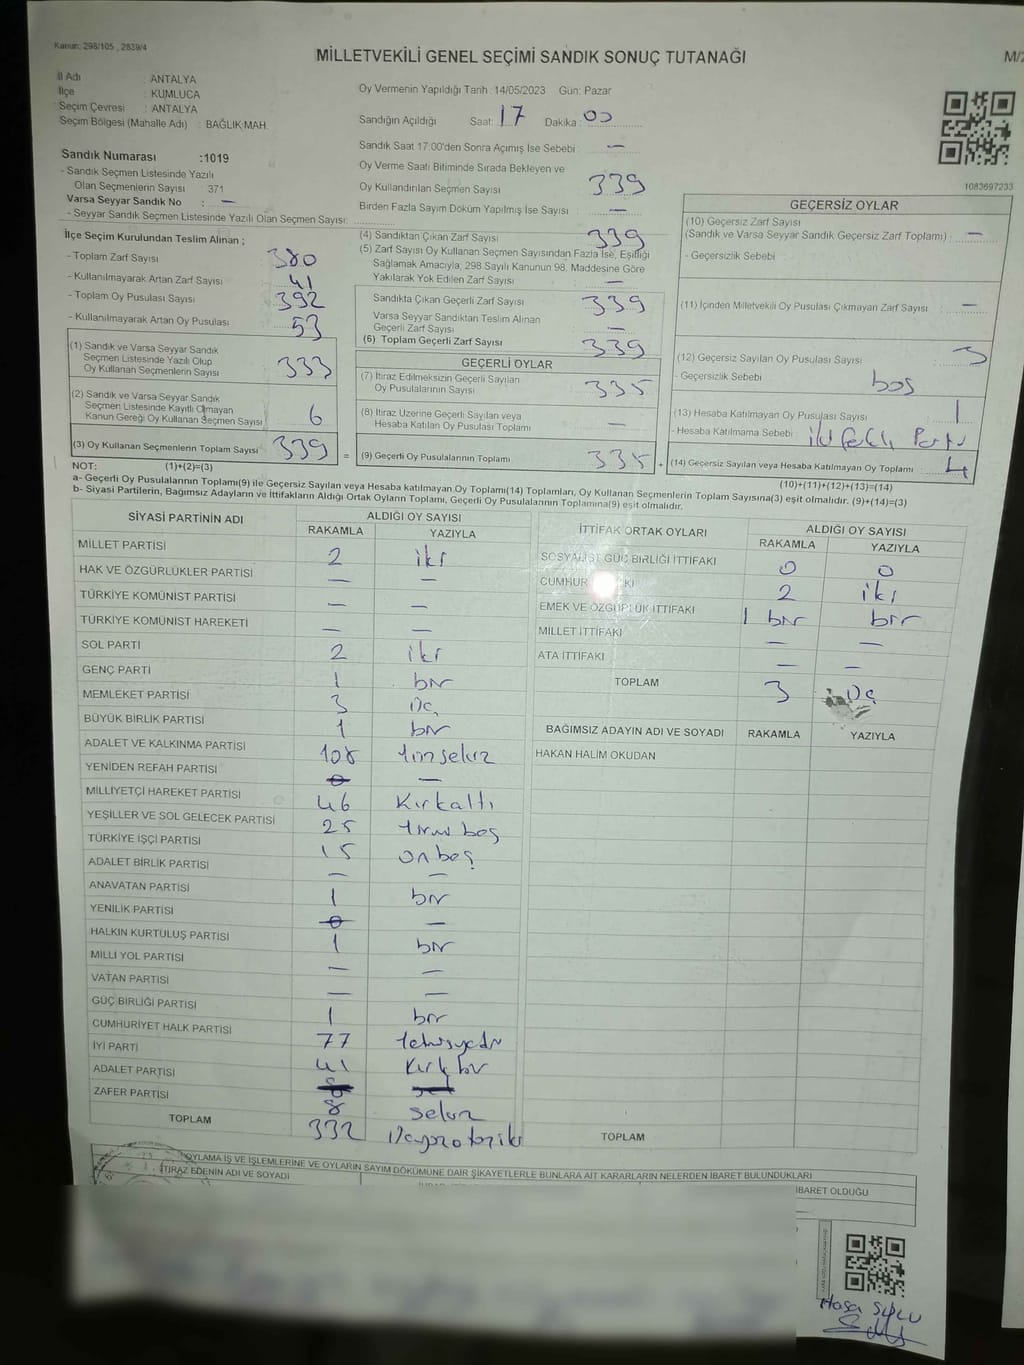 Kanun: 298/105 , 2839/4
MİLLETVEKİLİ GENEL SEÇİMİ SANDIK SONUÇ TUTANAĞI
İl Adı : ANTALYA
İlçe : KUMLUCA
Seçim Çevresi : ANTALYA
Seçim Bölgesi (Mahalle Adı) : BAĞLIK MAH.
Sandık Numarası :1019
- Sandık Seçmen Listesinde Yazılı
Olan Seçmenlerin Sayısı : 371
Varsa Seyyar Sandık No : —
- Seyyar Sandık Seçmen Listesinde Yazılı Olan Seçmen Sayısı:
Oy Vermenin Yapıldığı Tarih :14/05/2023 Gün: Pazar
Sandığın Açıldığı Saat: 17 Dakika : 00
Sandık Saat 17:00'den Sonra Açımış İse Sebebi : —
Oy Verme Saati Bitiminde Sırada Bekleyen ve
Oy Kullandırılan Seçmen Sayısı 339
Birden Fazla Sayım Döküm Yapılmış İse Sayısı : —
1083697233
İlçe Seçim Kurulundan Teslim Alınan ;
- Toplam Zarf Sayısı : 380
- Kullanılmayarak Artan Zarf Sayısı : 41
- Toplam Oy Pusulası Sayısı : 392
- Kullanılmayarak Artan Oy Pusulası : 53
(1) Sandık ve Varsa Seyyar Sandık
Seçmen Listesinde Yazılı Olup
Oy Kullanan Seçmenlerin Sayısı : 333
(2) Sandık ve Varsa Seyyar Sandık
Seçmen Listesinde Kayıtlı Olmayan
Kanun Gereği Oy Kullanan Seçmen Sayısı : 6
(3) Oy Kullanan Seçmenlerin Toplam Sayısı : 339 =
(4) Sandıktan Çıkan Zarf Sayısı : 339
(5) Zarf Sayısı Oy Kullanan Seçmen Sayısından Fazla İse, Eşitliği
Sağlamak Amacıyla, 298 Sayılı Kanunun 98. Maddesine Göre
Yakılarak Yok Edilen Zarf Sayısı : —
Sandıkta Çıkan Geçerli Zarf Sayısı : 339
Varsa Seyyar Sandıktan Teslim Alınan
Geçerli Zarf Sayısı : —
(6) Toplam Geçerli Zarf Sayısı : 339
GEÇERLİ OYLAR
(7) İtiraz Edilmeksizin Geçerli Sayılan
Oy Pusulalarının Sayısı : 335
(8) İtiraz Üzerine Geçerli Sayılan veya
Hesaba Katılan Oy Pusulası Toplamı : —
(9) Geçerli Oy Pusulalarının Toplamı : 335 +
GEÇERSİZ OYLAR
(10) Geçersiz Zarf Sayısı
(Sandık ve Varsa Seyyar Sandık Geçersiz Zarf Toplamı) : —
- Geçersizlik Sebebi :
(11) İçinden Milletvekili Oy Pusulası Çıkmayan Zarf Sayısı : —
(12) Geçersiz Sayılan Oy Pusulası Sayısı : 3
- Geçersizlik Sebebi : boş
(13) Hesaba Katılmayan Oy Pusulası Sayısı : 1
- Hesaba Katılmama Sebebi : iki farklı Parti
(14) Geçersiz Sayılan veya Hesaba Katılmayan Oy Toplamı : 4
NOT: (1)+(2)=(3) (10)+(11)+(12)+(13)=(14)
a- Geçerli Oy Pusulalarının Toplamı(9) ile Geçersiz Sayılan veya Hesaba katılmayan Oy Toplamı(14) Toplamları, Oy Kullanan Seçmenlerin Toplam Sayısına(3) eşit olmalıdır. (9)+(14)=(3)
b- Siyasi Partilerin, Bağımsız Adayların ve İttifakların Aldığı Ortak Oyların Toplamı, Geçerli Oy Pusulalarının Toplamına(9) eşit olmalıdır.
SİYASİ PARTİNİN ADI ALDIĞI OY SAYISI
RAKAMLA YAZIYLA
MİLLET PARTİSİ 2 iki
HAK VE ÖZGÜRLÜKLER PARTİSİ — —
TÜRKİYE KOMÜNİST PARTİSİ — —
TÜRKİYE KOMÜNİST HAREKETİ — —
SOL PARTİ 2 iki
GENÇ PARTİ 1 bir
MEMLEKET PARTİSİ 3 üç
BÜYÜK BİRLİK PARTİSİ 1 bir
ADALET VE KALKINMA PARTİSİ 108 yüzsekiz
YENİDEN REFAH PARTİSİ 0 —
MİLLİYETÇİ HAREKET PARTİSİ 46 Kırkaltı
YEŞİLLER VE SOL GELECEK PARTİSİ 25 yirmi beş
TÜRKİYE İŞÇİ PARTİSİ 15 onbeş
ADALET BİRLİK PARTİSİ — —
ANAVATAN PARTİSİ 1 bir
YENİLİK PARTİSİ 0 —
HALKIN KURTULUŞ PARTİSİ 1 bir
MİLLİ YOL PARTİSİ — —
VATAN PARTİSİ — —
GÜÇ BİRLİĞİ PARTİSİ 1 bir
CUMHURİYET HALK PARTİSİ 77 yetmişyedi
İYİ PARTİ 41 Kırk bir
ADALET PARTİSİ
ZAFER PARTİSİ 8 sekiz
TOPLAM 332 üçyüzotuziki
İTTİFAK ORTAK OYLARI ALDIĞI OY SAYISI
RAKAMLA YAZIYLA
SOSYALİST GÜÇ BİRLİĞİ İTTİFAKI 0 0
CUMHUR 2 iki
EMEK VE ÖZGÜRLÜK İTTİFAKI 1 bir bir
MİLLET İTTİFAKI — —
ATA İTTİFAKI — —
TOPLAM 3 üç
BAĞIMSIZ ADAYIN ADI VE SOYADI RAKAMLA YAZIYLA
HAKAN HALİM OKUDAN
TOPLAM
OYLAMA İŞ VE İŞLEMLERİNE VE OYLARIN SAYIM DÖKÜMÜNE DAİR ŞİKAYETLERLE BUNLARA AİT KARARLARIN NELERDEN İBARET BULUNDUKLARI
İTİRAZ EDENİN ADI VE SOYADI
İBARET OLDUĞU